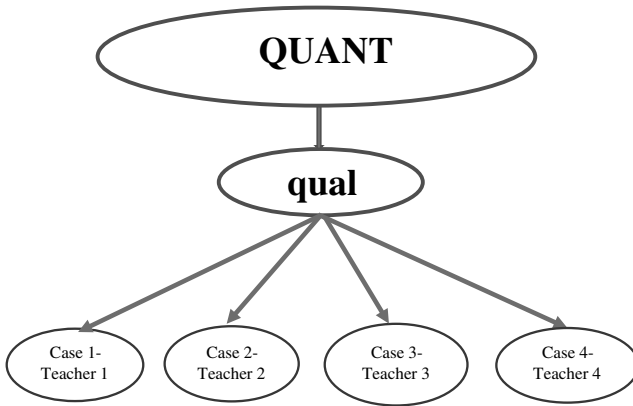 QUANT
qual
Case 1-
Teacher 1
Case 2-
Teacher 2
Case 3-
Teacher 3
Case 4-
Teacher 4